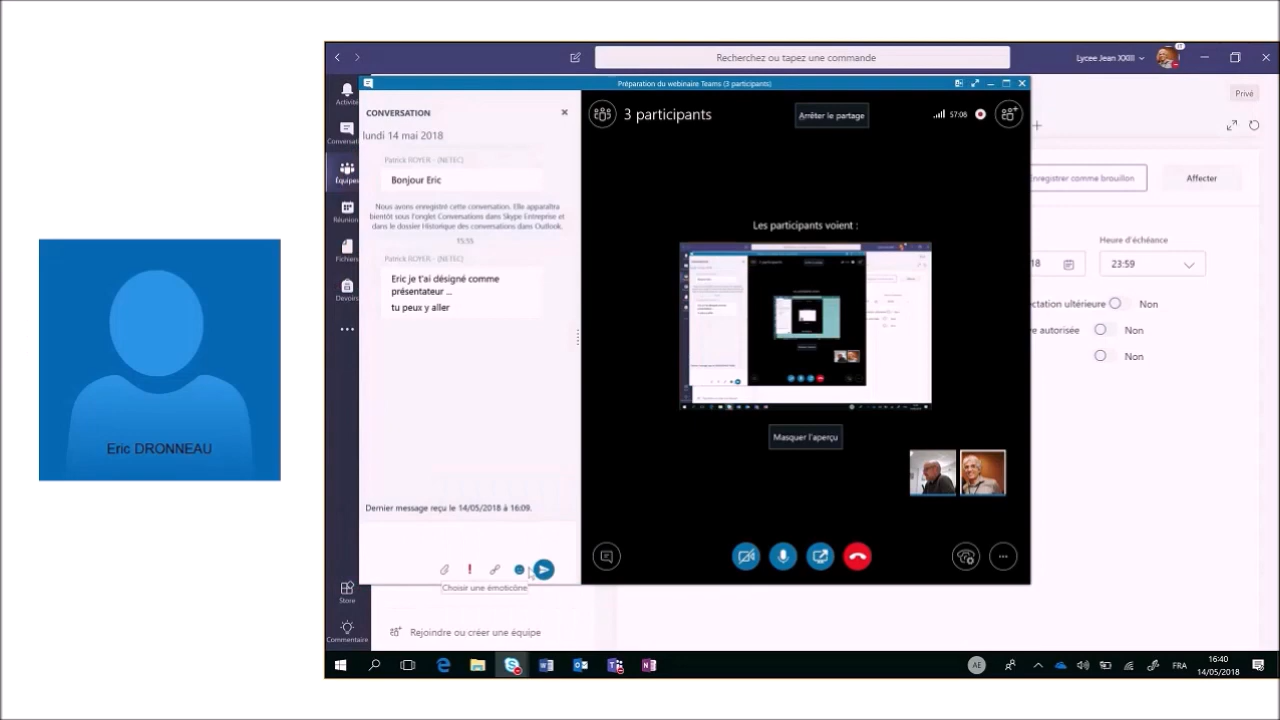 Recherchez ou tapez une commande
Lycee Jean XXIII
Préparation du webinaire Teams (3 participants)
Activité
Conversat
Équipes
Réunion
Fichiers
Devoirs
Store
Commentaire
CONVERSATION
lundi 14 mai 2018
Patrick ROYER - (NETEC)
Bonjour Eric
Nous avons enregistré cette conversation. Elle apparaîtra
bientôt sous l'onglet Conversations dans Skype Entreprise et
dans le dossier Historique des conversations dans Outlook.
15:55
Patrick ROYER - (NETEC)
Eric je t'ai désigné comme
présentateur ...
tu peux y aller
Dernier message reçu le 14/05/2018 à 16:09.
Choisir une émoticône
3 participants
Arrêter le partage
57:06
Les participants voient :
Masquer l'aperçu
Privé
Enregistrer comme brouillon
Affecter
Heure d'échéance
18
23:59
ectation ultérieure
Non
e autorisée
Non
Non
Eric DRONNEAU
Rejoindre ou créer une équipe
AE
FRA
16:40
14/05/2018